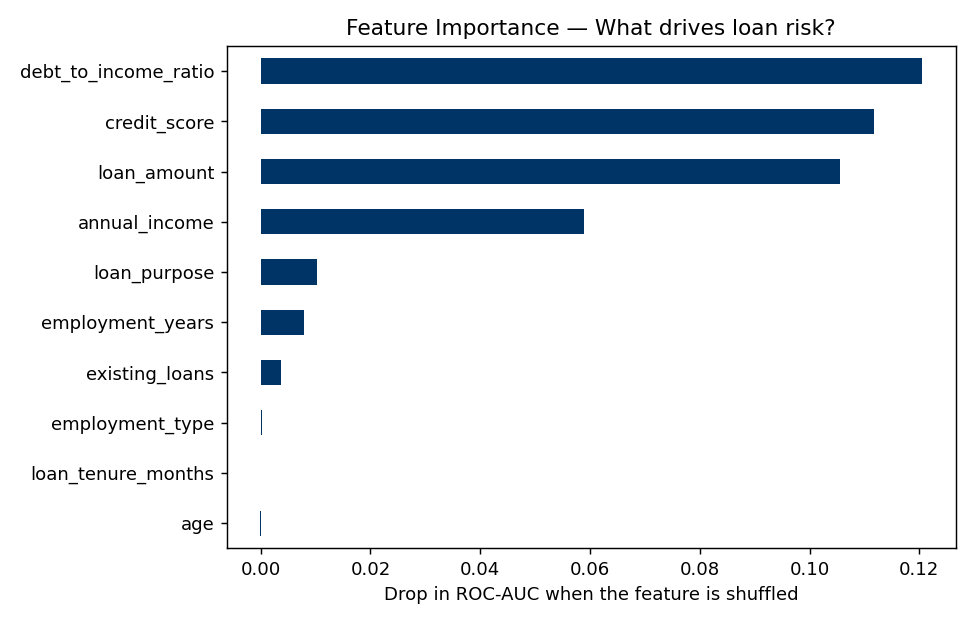 Feature Importance — What drives loan risk?
debt_to_income_ratio
credit_score
loan_amount
annual_income
loan_purpose
employment_years
existing_loans
employment_type
loan_tenure_months
age
0.00 0.02 0.04 0.06 0.08 0.10 0.12
Drop in ROC-AUC when the feature is shuffled